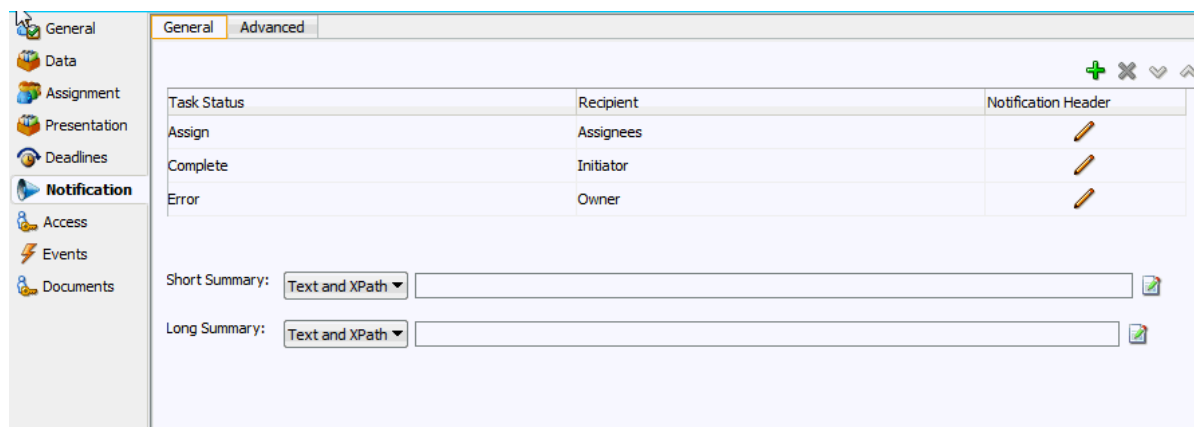 General
Data
Assignment
Presentation
Deadlines
Notification
Access
Events
Documents
General Advanced
Task Status Recipient Notification Header
Assign Assignees
Complete Initiator
Error Owner
Short Summary: Text and XPath
Long Summary: Text and XPath